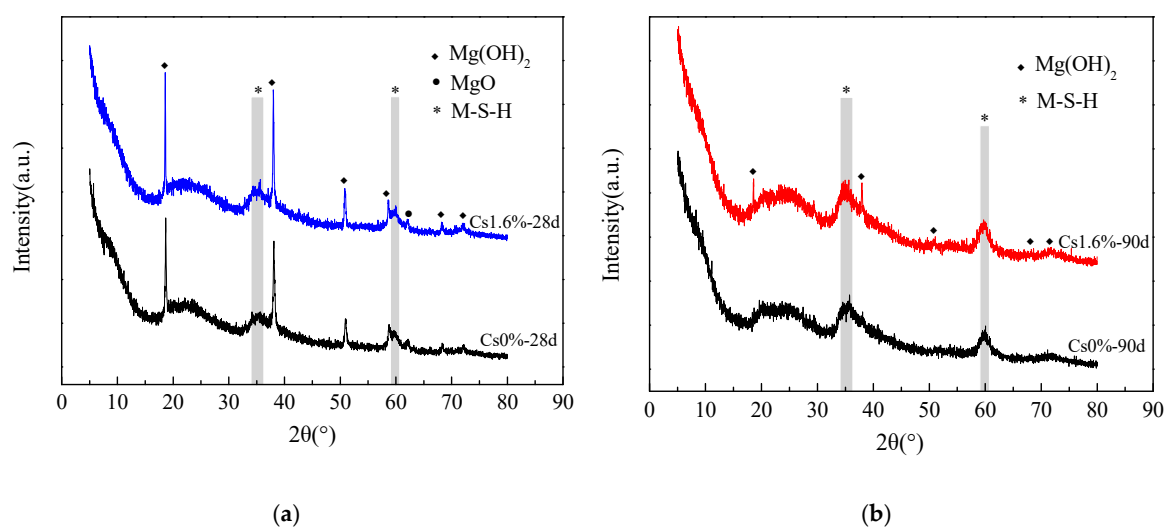 Mg(OH)2
MgO
* M-S-H
*
*
Cs1.6%-28d
Cs0%-28d
Intensity(a.u.)
0 10 20 30 40 50 60 70 80 90
2θ(°)
(a)
Mg(OH)2
* M-S-H
*
*
Cs1.6%-90d
Cs0%-90d
Intensity(a.u.)
0 10 20 30 40 50 60 70 80 90
2θ(°)
(b)